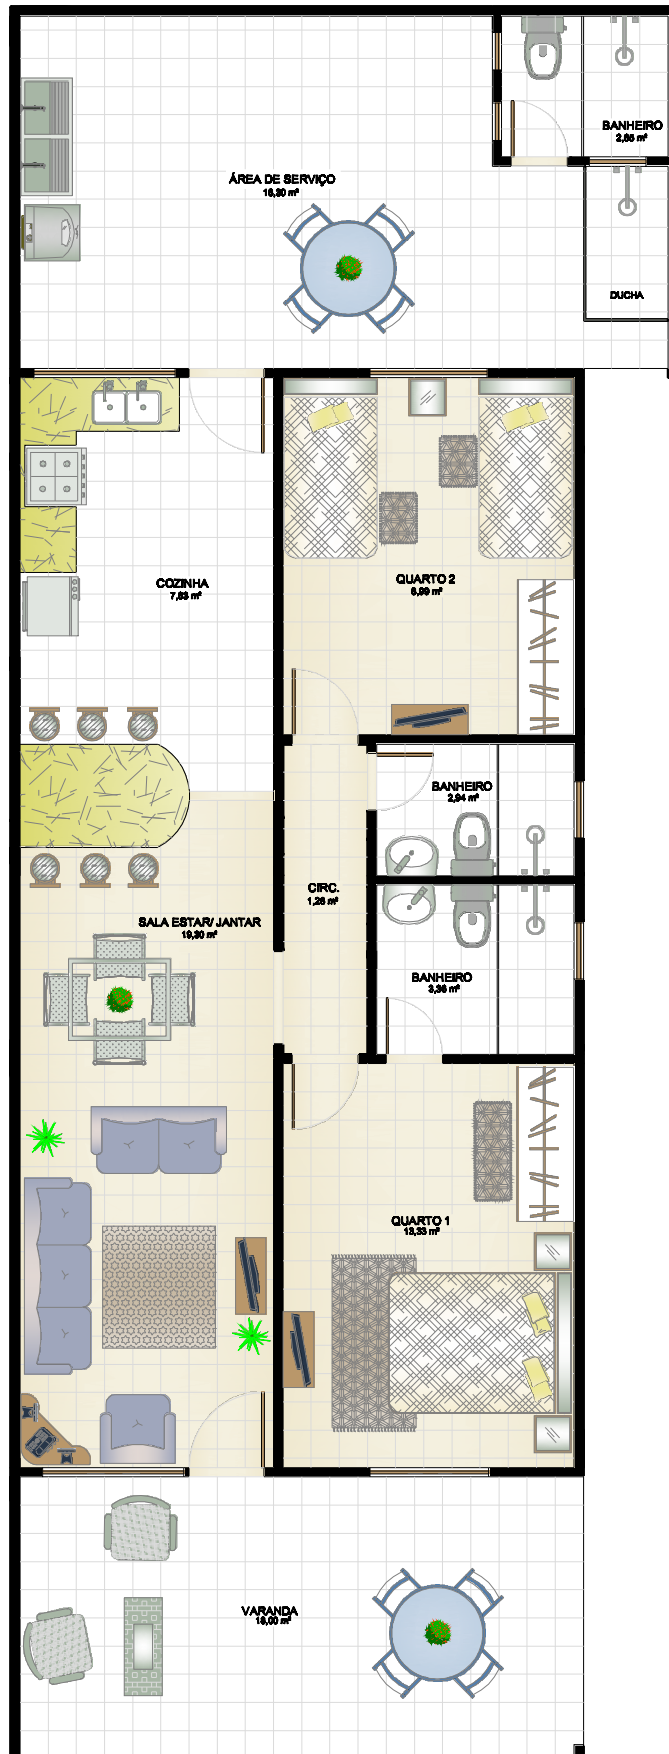 BANHEIRO
2,65 m²
ÁREA DE SERVIÇO
16,30 m²
DUCHA
COZINHA
7,83 m²
QUARTO 2
8,99 m²
BANHEIRO
2,94 m²
CIRC.
1,26 m²
SALA ESTAR/ JANTAR
19,30 m²
BANHEIRO
3,36 m²
QUARTO 1
13,33 m²
VARANDA
18,00 m²